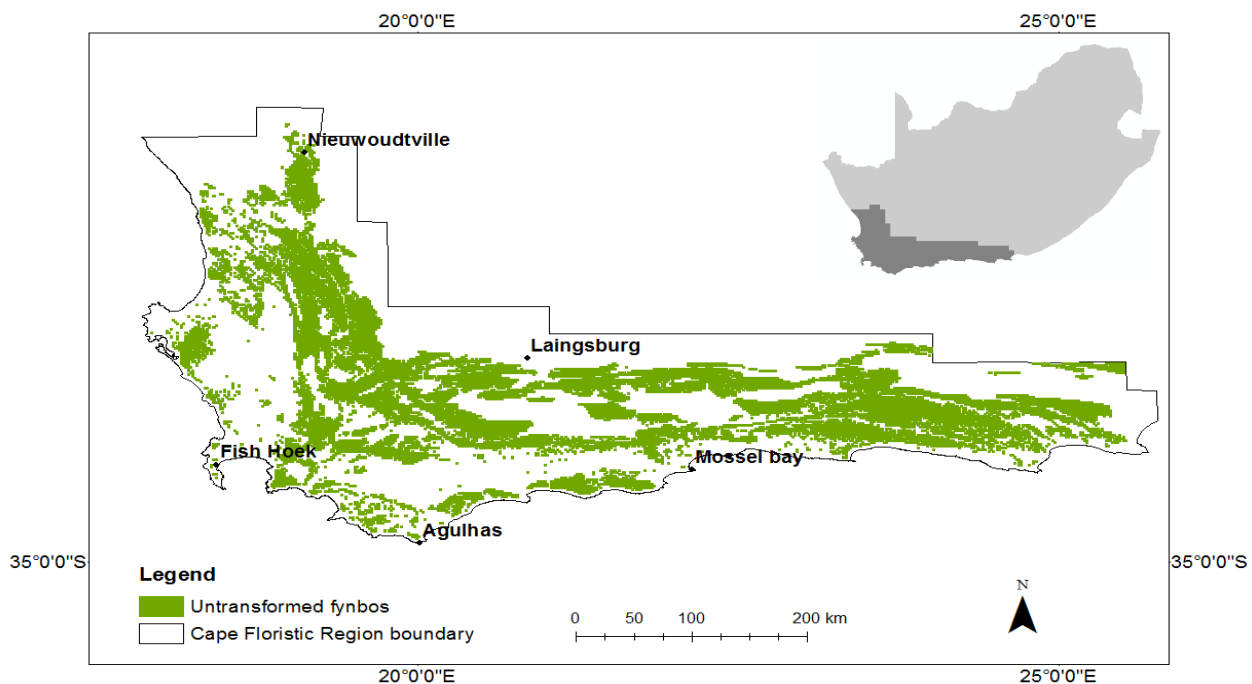 20°0'0"E 25°0'0"E
Nieuwoudtville
Laingsburg
Fish Hoek
Mossel bay
Agulhas
35°0'0"S 35°0'0"S
Legend
Untransformed fynbos
Cape Floristic Region boundary
0 50 100 200 km
N
20°0'0"E 25°0'0"E